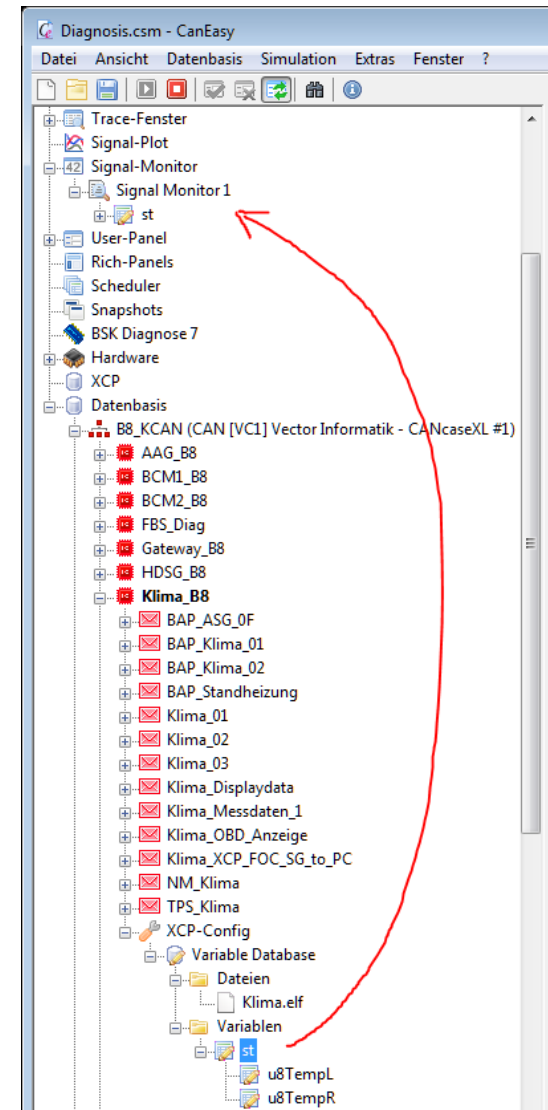 Diagnosis.csm - CanEasy
Datei Ansicht Datenbasis Simulation Extras Fenster ?
Trace-Fenster
Signal-Plot
42 Signal-Monitor
Signal Monitor 1
st
User-Panel
Rich-Panels
Scheduler
Snapshots
BSK Diagnose 7
Hardware
XCP
Datenbasis
B8_KCAN (CAN [VC1] Vector Informatik - CANcaseXL #1)
AAG_B8
BCM1_B8
BCM2_B8
FBS_Diag
Gateway_B8
HDSG_B8
Klima_B8
BAP_ASG_0F
BAP_Klima_01
BAP_Klima_02
BAP_Standheizung
Klima_01
Klima_02
Klima_03
Klima_Displaydata
Klima_Messdaten_1
Klima_OBD_Anzeige
Klima_XCP_FOC_SG_to_PC
NM_Klima
TPS_Klima
XCP-Config
Variable Database
Dateien
Klima.elf
Variablen
st
u8TempL
u8TempR